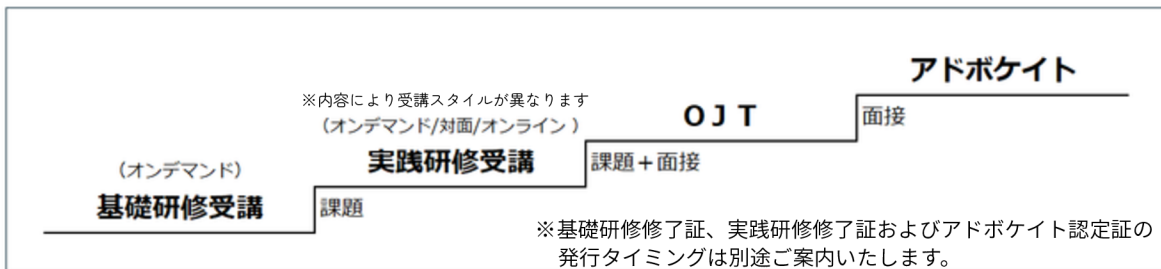 アドボケイト
※内容により受講スタイルが異なります
(オンデマンド/対面/オンライン )
OJT
面接
(オンデマンド)
実践研修受講
課題+面接
基礎研修受講
課題
※基礎研修修了証、実践研修修了証およびアドボケイト認定証の
発行タイミングは別途ご案内いたします。